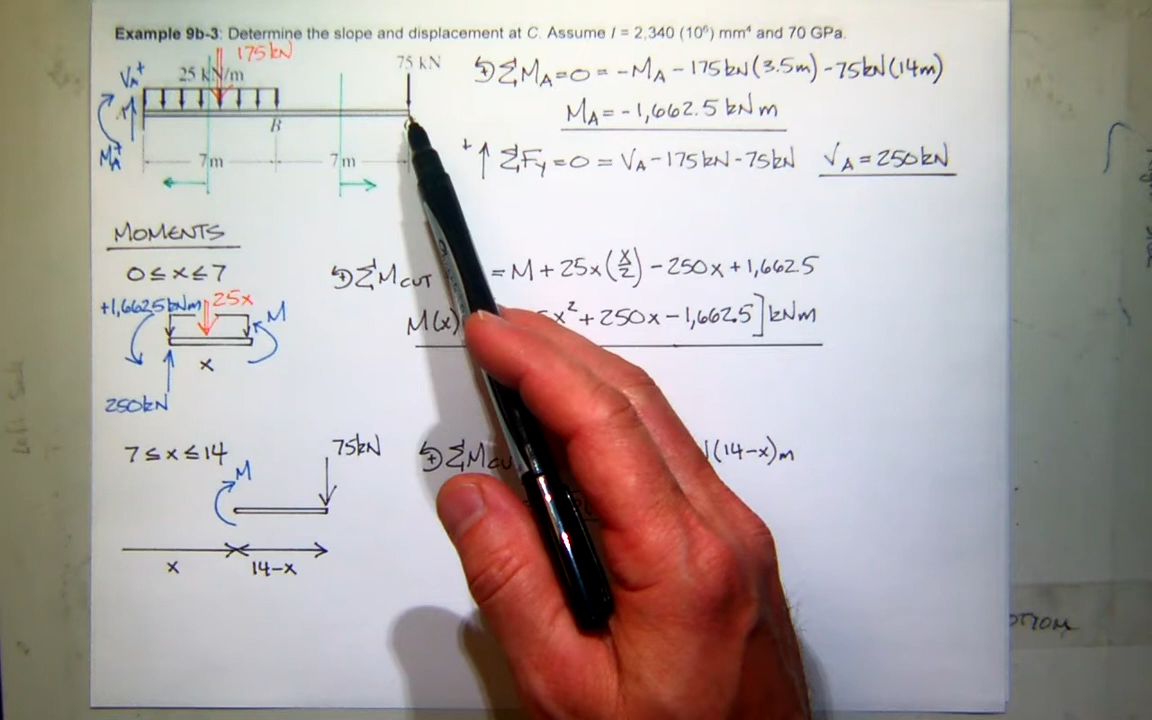 Example 9b-3: Determine the slope and displacement at C. Assume I = 2,340 (10⁶) mm⁴ and 70 GPa.
175kN
VA+
25 kN/m
75 kN
A
B
MA+
7m
7m
↺+ ΣMA=0 = -MA - 175kN(3.5m) - 75kN(14m)
MA = -1,662.5 kNm
+↑ ΣFy = 0 = VA - 175kN - 75kN
VA = 250kN
MOMENTS
0 ≤ x ≤ 7
+1,662.5kNm
25x
M
x
250kN
↺+ ΣMCUT = M + 25x(x/2) - 250x + 1,662.5
M(x) x² + 250x - 1,662.5] kNm
7 ≤ x ≤ 14
M
75kN
x
14-x
↺+ ΣMCU (14-x)m